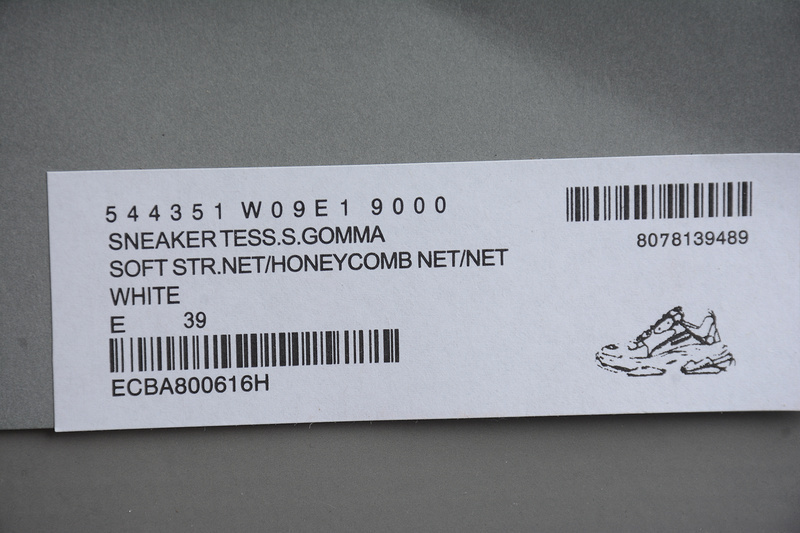 544351 W09E1 9000
SNEAKER TESS.S.GOMMA
SOFT STR.NET/HONEYCOMB NET/NET
WHITE
E 39
ECBA800616H
8078139489